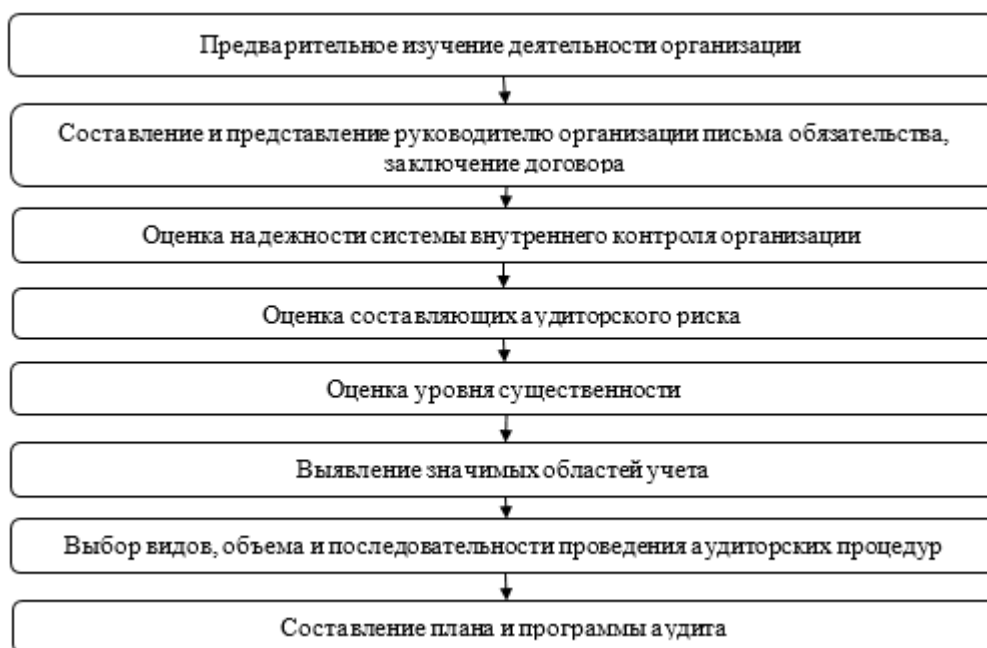 Предварительное изучение деятельности организации
Составление и представление руководителю организации письма обязательства,
заключение договора
Оценка надежности системы внутреннего контроля организации
Оценка составляющих аудиторского риска
Оценка уровня существенности
Выявление значимых областей учета
Выбор видов, объема и последовательности проведения аудиторских процедур
Составление плана и программы аудита